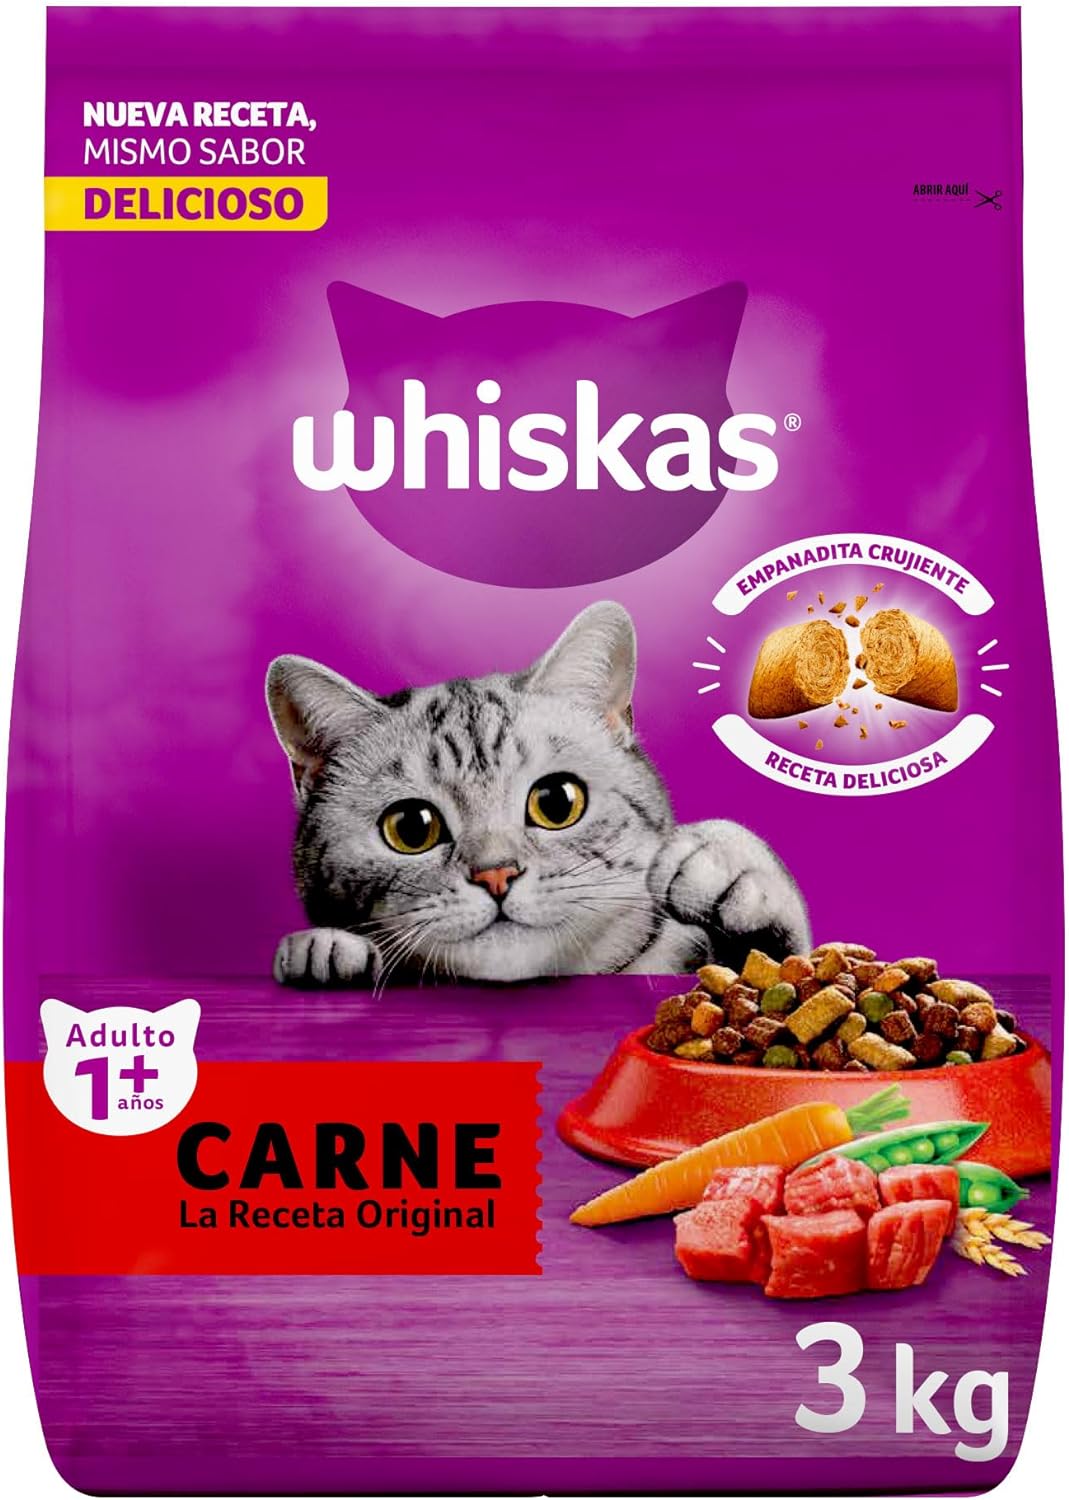 NUEVA RECETA,
MISMO SABOR
DELICIOSO
ABRIR AQUÍ
whiskas®
EMPANADITA CRUJIENTE
RECETA DELICIOSA
Adulto
1+
años
CARNE
La Receta Original
3 kg